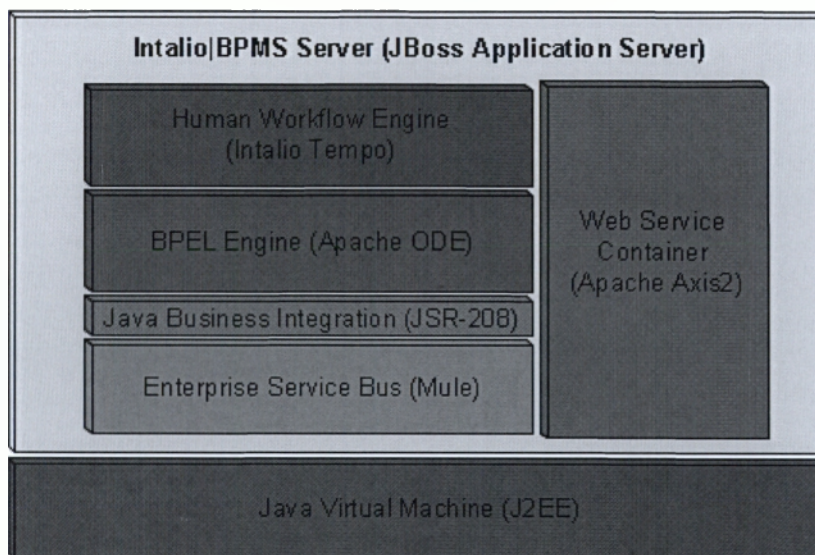 Intalio|BPMS Server (JBoss Application Server)
Human Workflow Engine
(Intalio Tempo)
BPEL Engine (Apache ODE)
Java Business Integration (JSR-208)
Enterprise Service Bus (Mule)
Web Service
Container
(Apache Axis2)
Java Virtual Machine (J2EE)